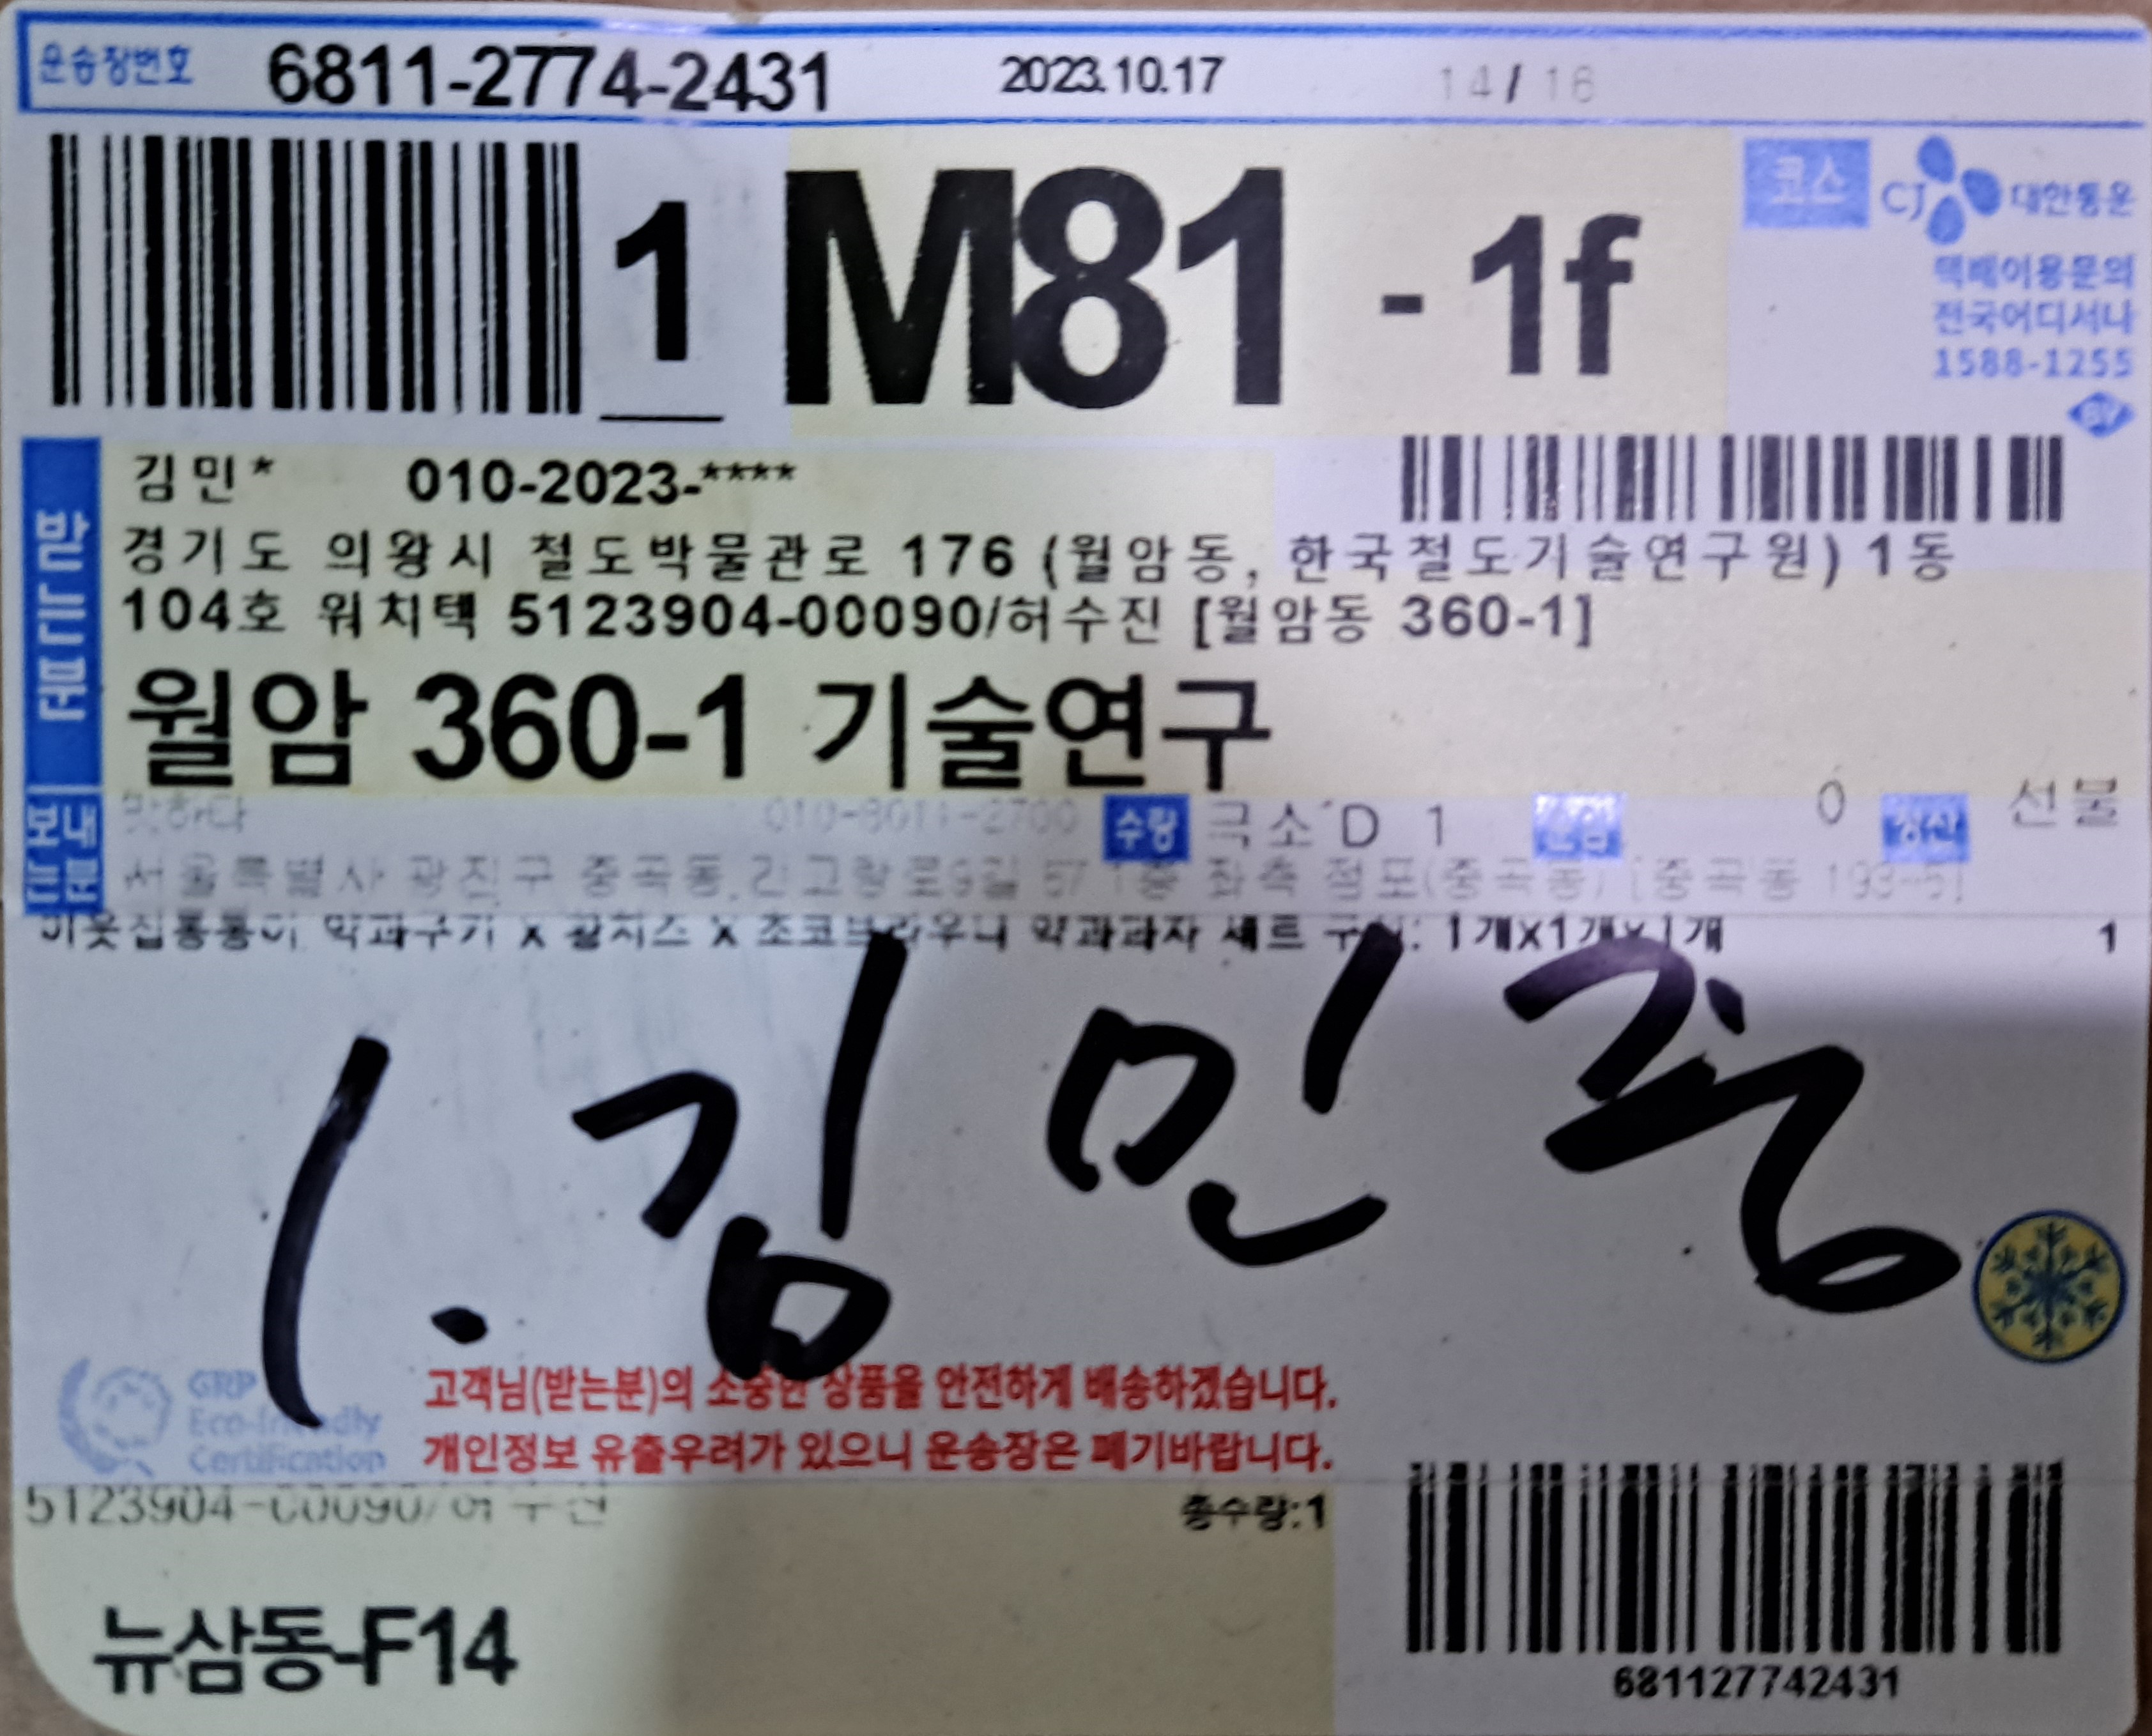 운송장번호 6811-2774-2431 2023.10.17 14/16
1 M81 - 1f
코스 CJ 대한통운
택배이용문의
전국어디서나
1588-1255
BV
받는분
김민* 010-2023-****
경기도 의왕시 철도박물관로 176 (월암동, 한국철도기술연구원) 1동
104호 워치텍 5123904-00090/허수진 [월암동 360-1]
월암 360-1 기술연구
보내는분
맛하다 010-8011-2700 수량 극소 D 1 운임 0 정산 선불
서울특별시 광진구 중곡동 긴고랑로9길 57 1층 좌측 점포(중곡동) [중곡동 193-5]
이웃집통통이 약과쿠키 X 왕치즈 X 초코브라우니 약과과자 세트 1개X1개X1개 1
1. 김민
GRP
Eco-friendly
Certification
고객님(받는분)의 소중한 상품을 안전하게 배송하겠습니다.
개인정보 유출우려가 있으니 운송장은 폐기바랍니다.
5123904-00090/허수진 총수량:1
뉴삼동-F14
681127742431